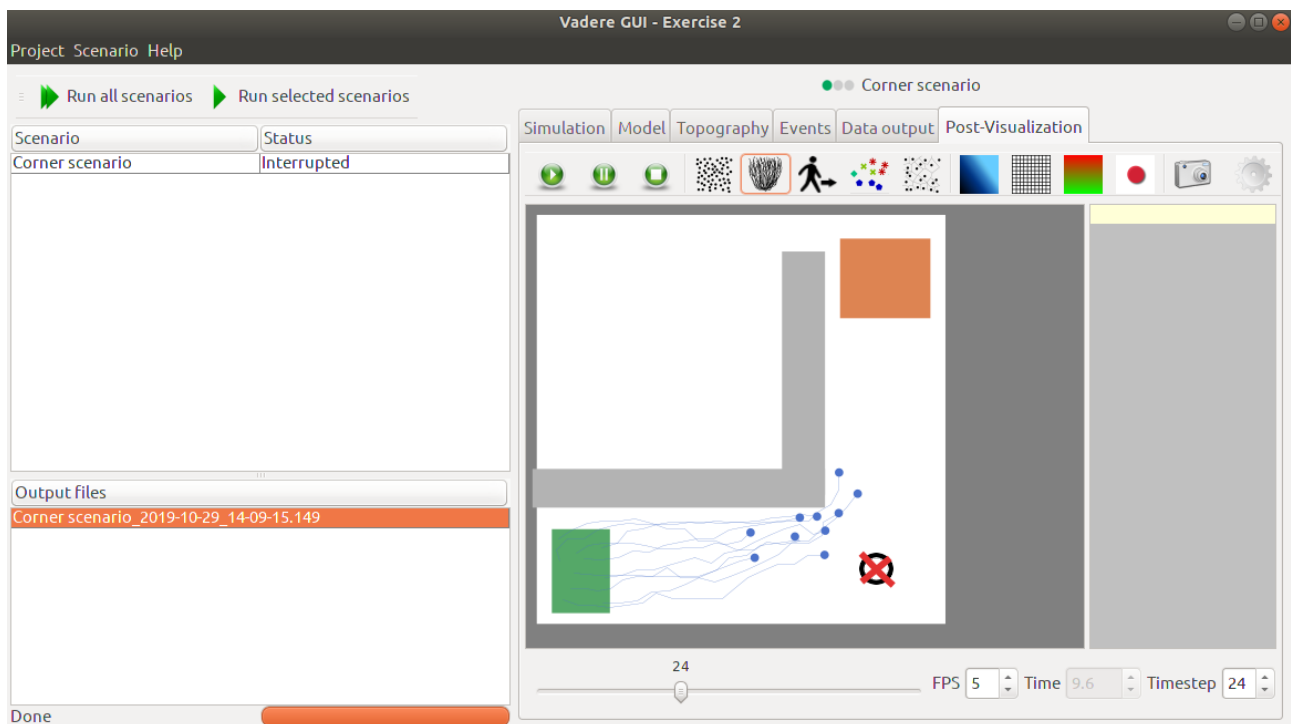 Vadere GUI - Exercise 2
Project Scenario Help
Run all scenarios Run selected scenarios
Corner scenario
Scenario Status
Corner scenario Interrupted
Simulation Model Topography Events Data output Post-Visualization
Output files
Corner scenario_2019-10-29_14-09-15.149
24
FPS 5 Time 9.6 Timestep 24
Done